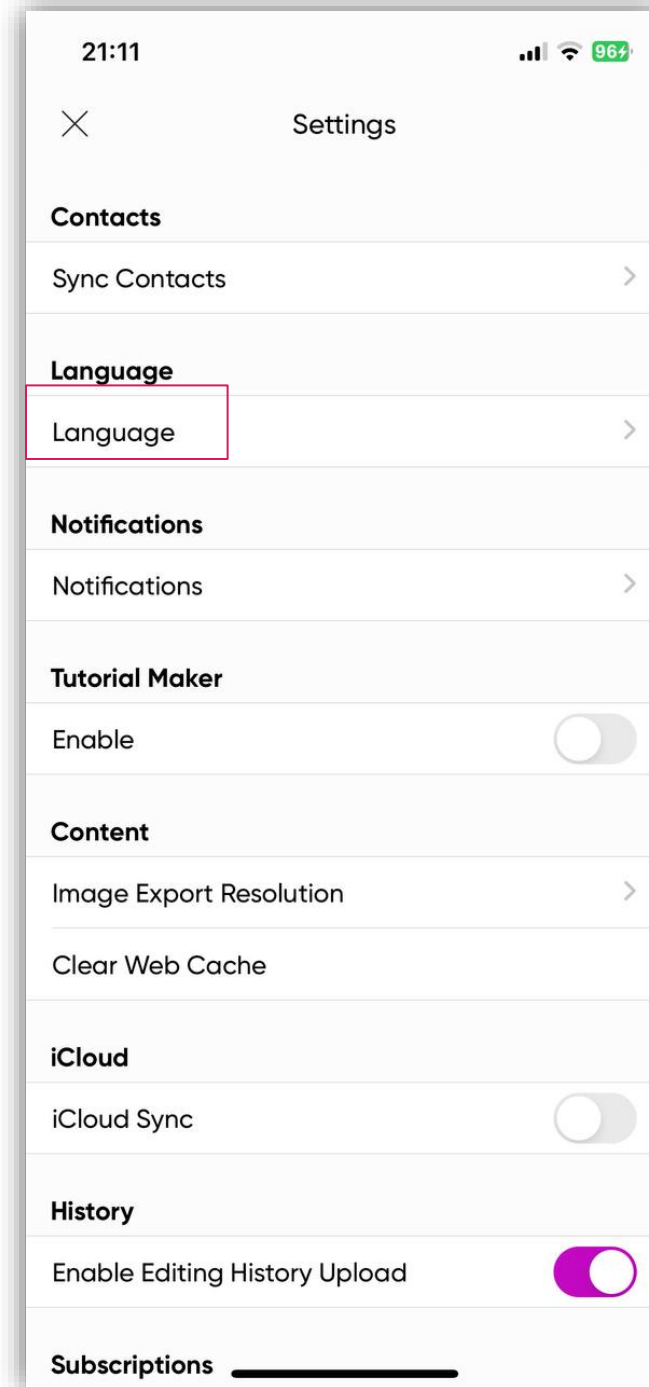 21:11
96
Settings
Contacts
Sync Contacts
Language
Language
Notifications
Notifications
Tutorial Maker
Enable
Content
Image Export Resolution
Clear Web Cache
iCloud
iCloud Sync
History
Enable Editing History Upload
Subscriptions